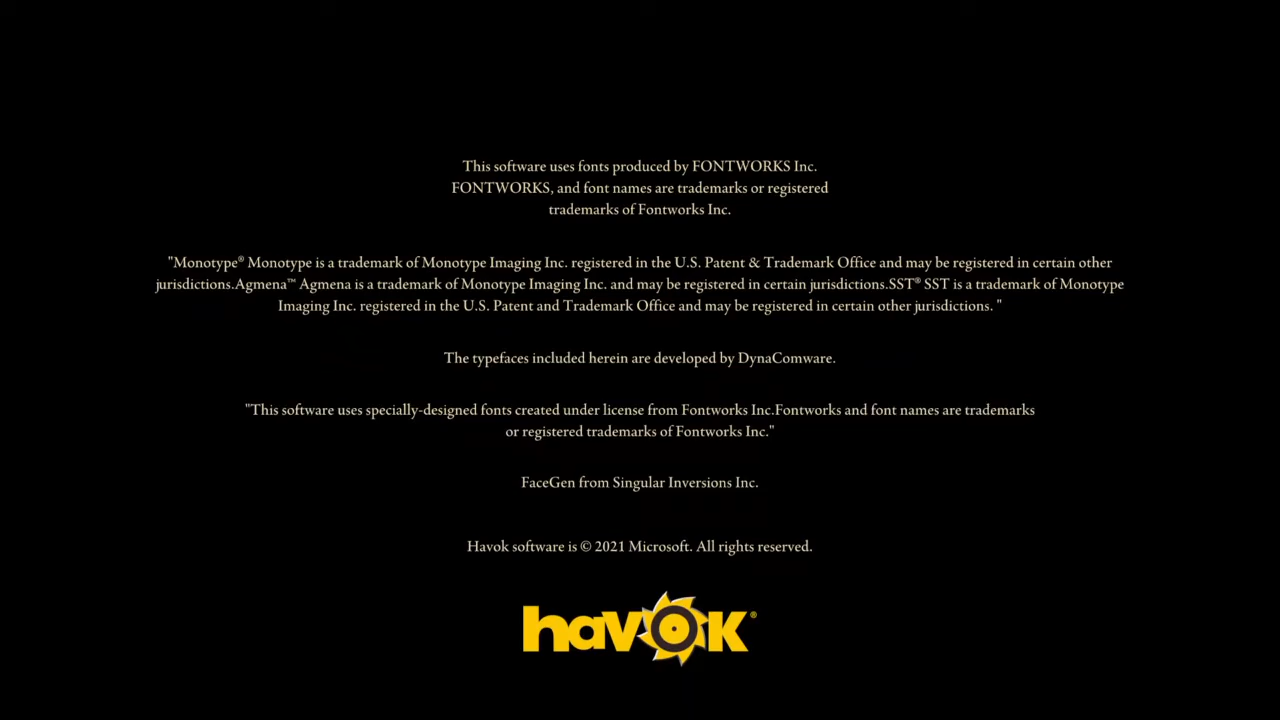 This software uses fonts produced by FONTWORKS Inc.
FONTWORKS, and font names are trademarks or registered
trademarks of Fontworks Inc.
"Monotype® Monotype is a trademark of Monotype Imaging Inc. registered in the U.S. Patent & Trademark Office and may be registered in certain other
jurisdictions.Agmena™ Agmena is a trademark of Monotype Imaging Inc. and may be registered in certain jurisdictions.SST® SST is a trademark of Monotype
Imaging Inc. registered in the U.S. Patent and Trademark Office and may be registered in certain other jurisdictions. "
The typefaces included herein are developed by DynaComware.
"This software uses specially-designed fonts created under license from Fontworks Inc.Fontworks and font names are trademarks
or registered trademarks of Fontworks Inc."
FaceGen from Singular Inversions Inc.
Havok software is © 2021 Microsoft. All rights reserved.
havok®